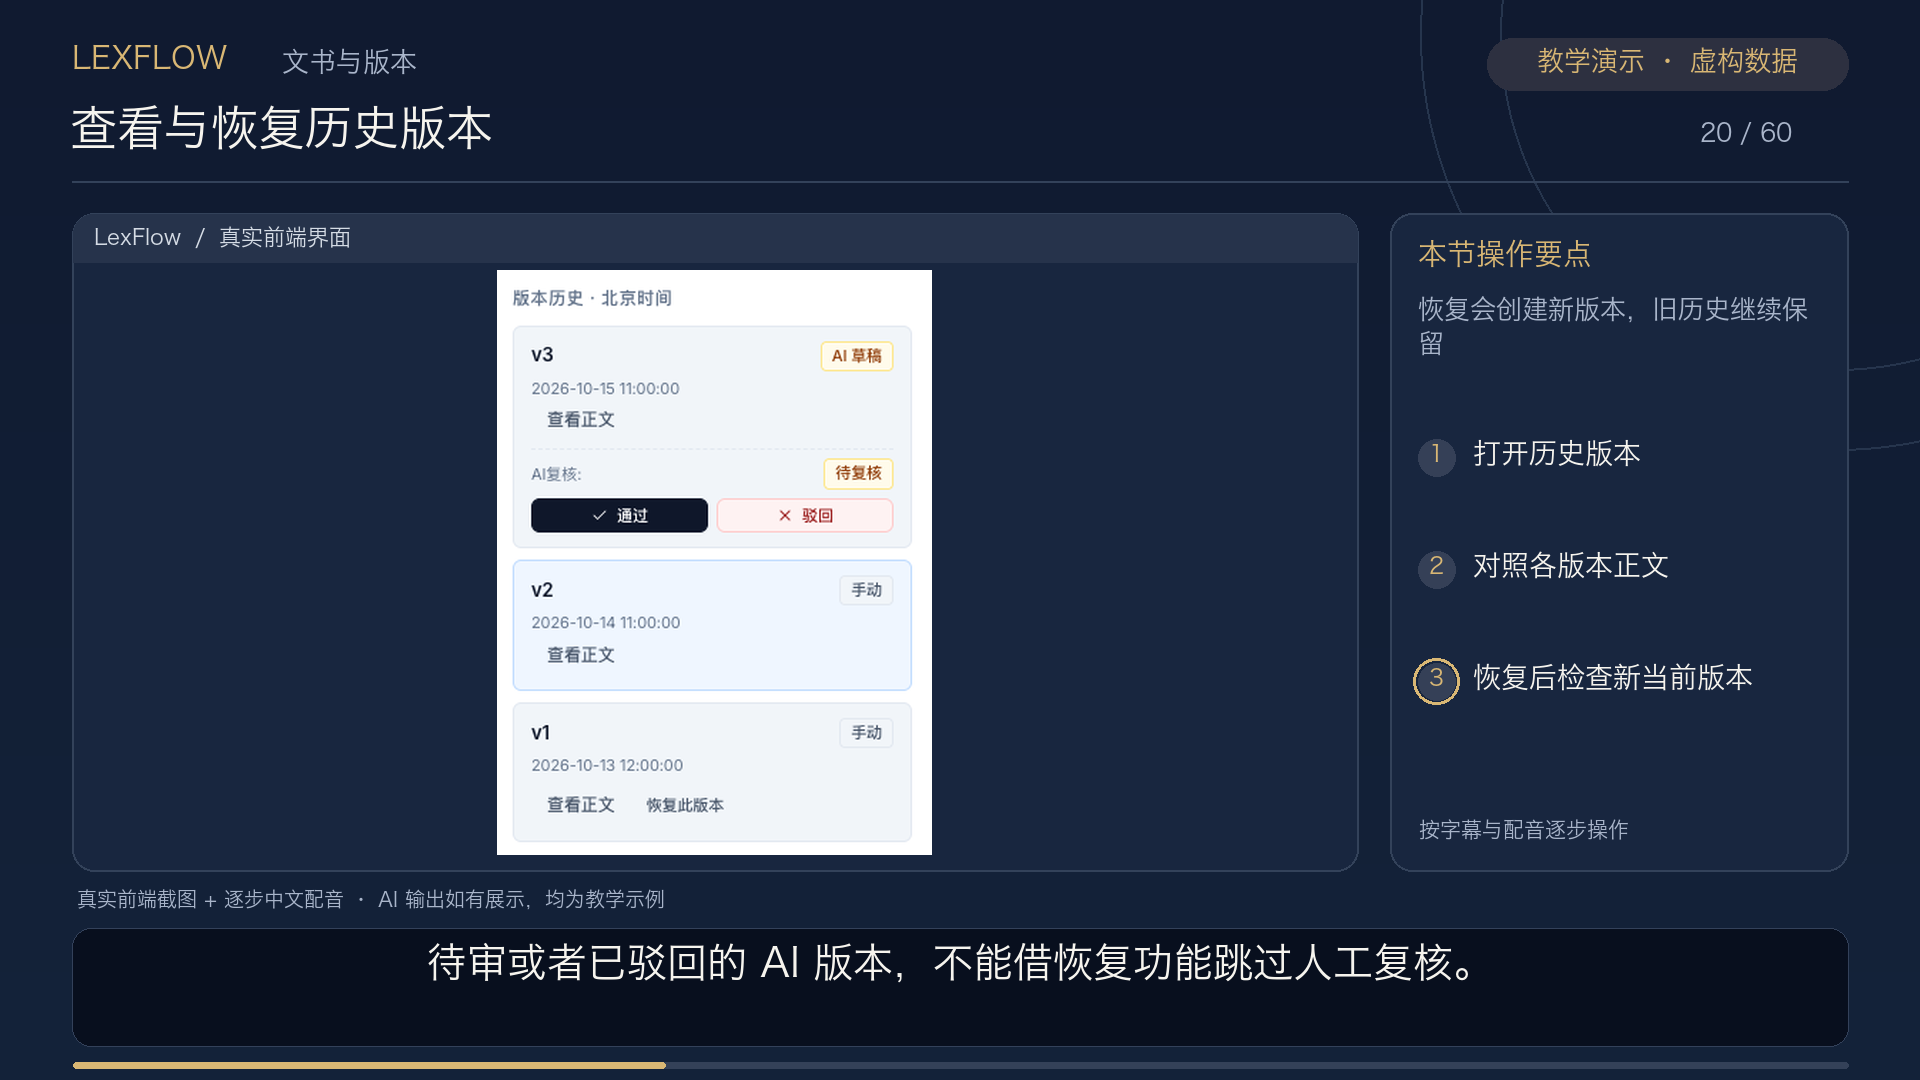 LEXFLOW 文书与版本
教学演示 · 虚构数据
查看与恢复历史版本
20 / 60
LexFlow / 真实前端界面
版本历史 · 北京时间
v3 AI 草稿
2026-10-15 11:00:00
查看正文
AI复核: 待复核
通过 驳回
v2 手动
2026-10-14 11:00:00
查看正文
v1 手动
2026-10-13 12:00:00
查看正文 恢复此版本
本节操作要点
恢复会创建新版本，旧历史继续保
留
1 打开历史版本
2 对照各版本正文
3 恢复后检查新当前版本
按字幕与配音逐步操作
真实前端截图 + 逐步中文配音 · AI 输出如有展示，均为教学示例
待审或者已驳回的 AI 版本，不能借恢复功能跳过人工复核。